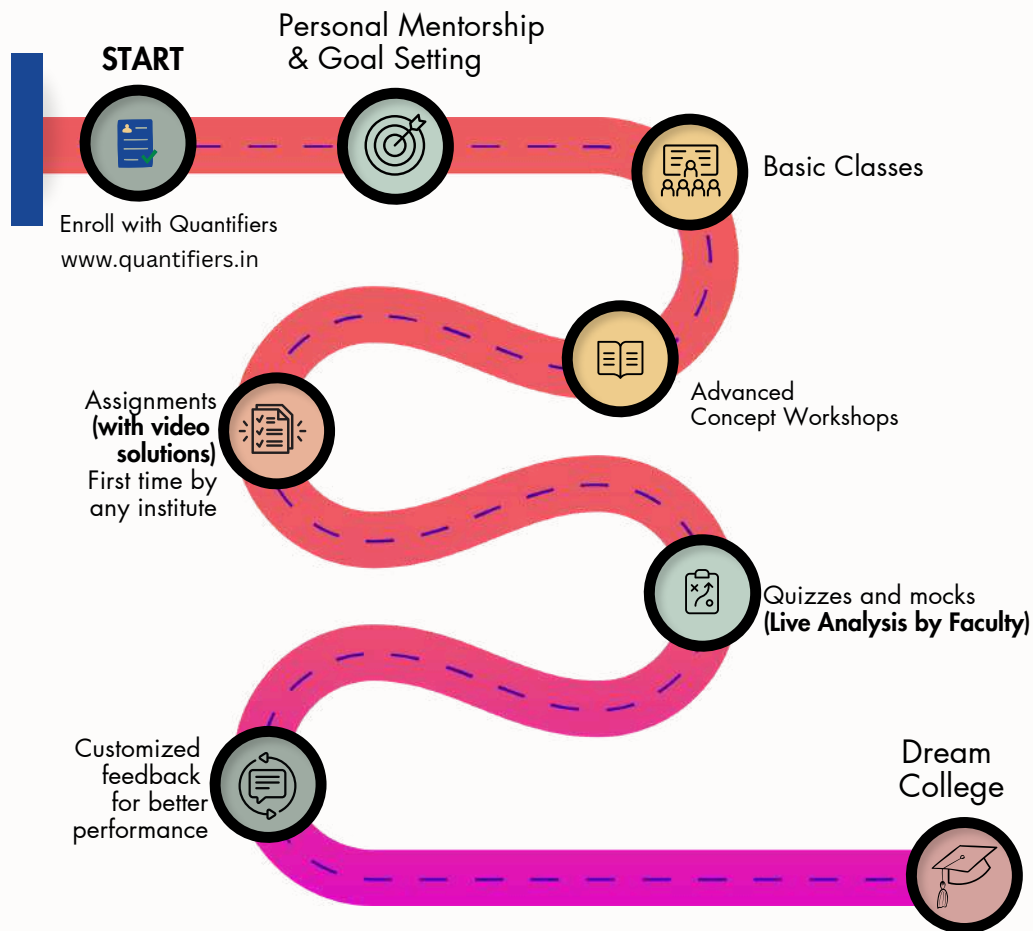 START
Enroll with Quantifiers
www.quantifiers.in
Personal Mentorship
& Goal Setting
Basic Classes
Advanced
Concept Workshops
Assignments
(with video
solutions)
First time by
any institute
Quizzes and mocks
(Live Analysis by Faculty)
Customized
feedback
for better
performance
Dream
College